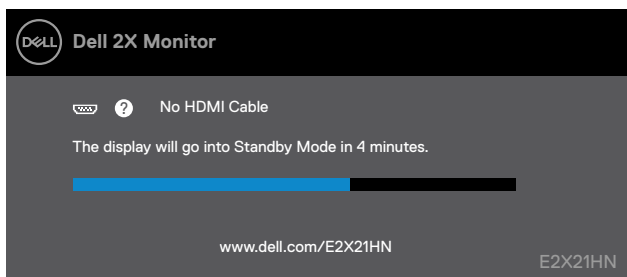 DELL Dell 2X Monitor
? No HDMI Cable
The display will go into Standby Mode in 4 minutes.
www.dell.com/E2X21HN
E2X21HN